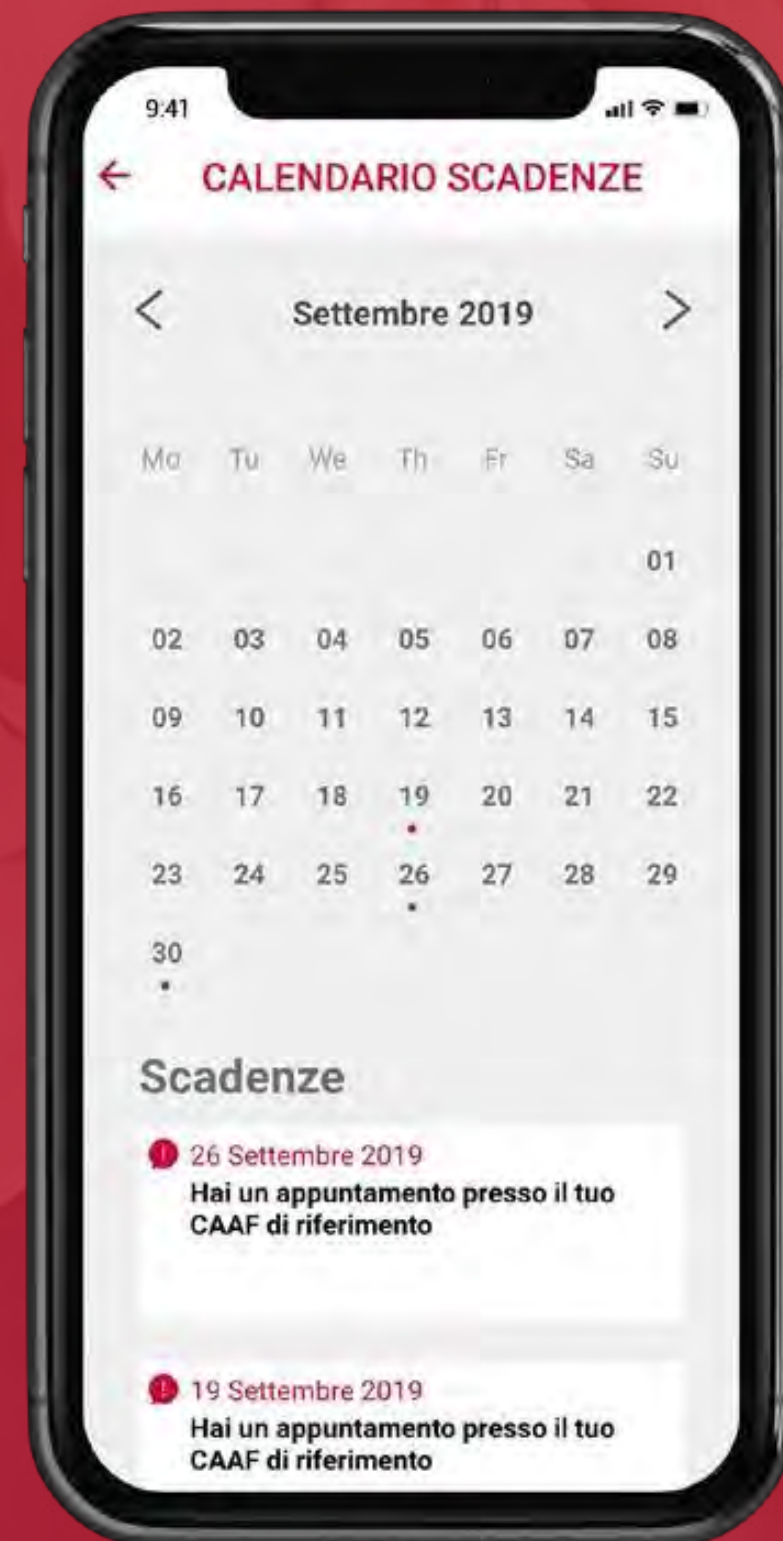 9:41
CALENDARIO SCADENZE
Settembre 2019
Mo Tu We Th Fr Sa Su
01
02 03 04 05 06 07 08
09 10 11 12 13 14 15
16 17 18 19 20 21 22
23 24 25 26 27 28 29
30
Scadenze
26 Settembre 2019
Hai un appuntamento presso il tuo
CAAF di riferimento
19 Settembre 2019
Hai un appuntamento presso il tuo
CAAF di riferimento